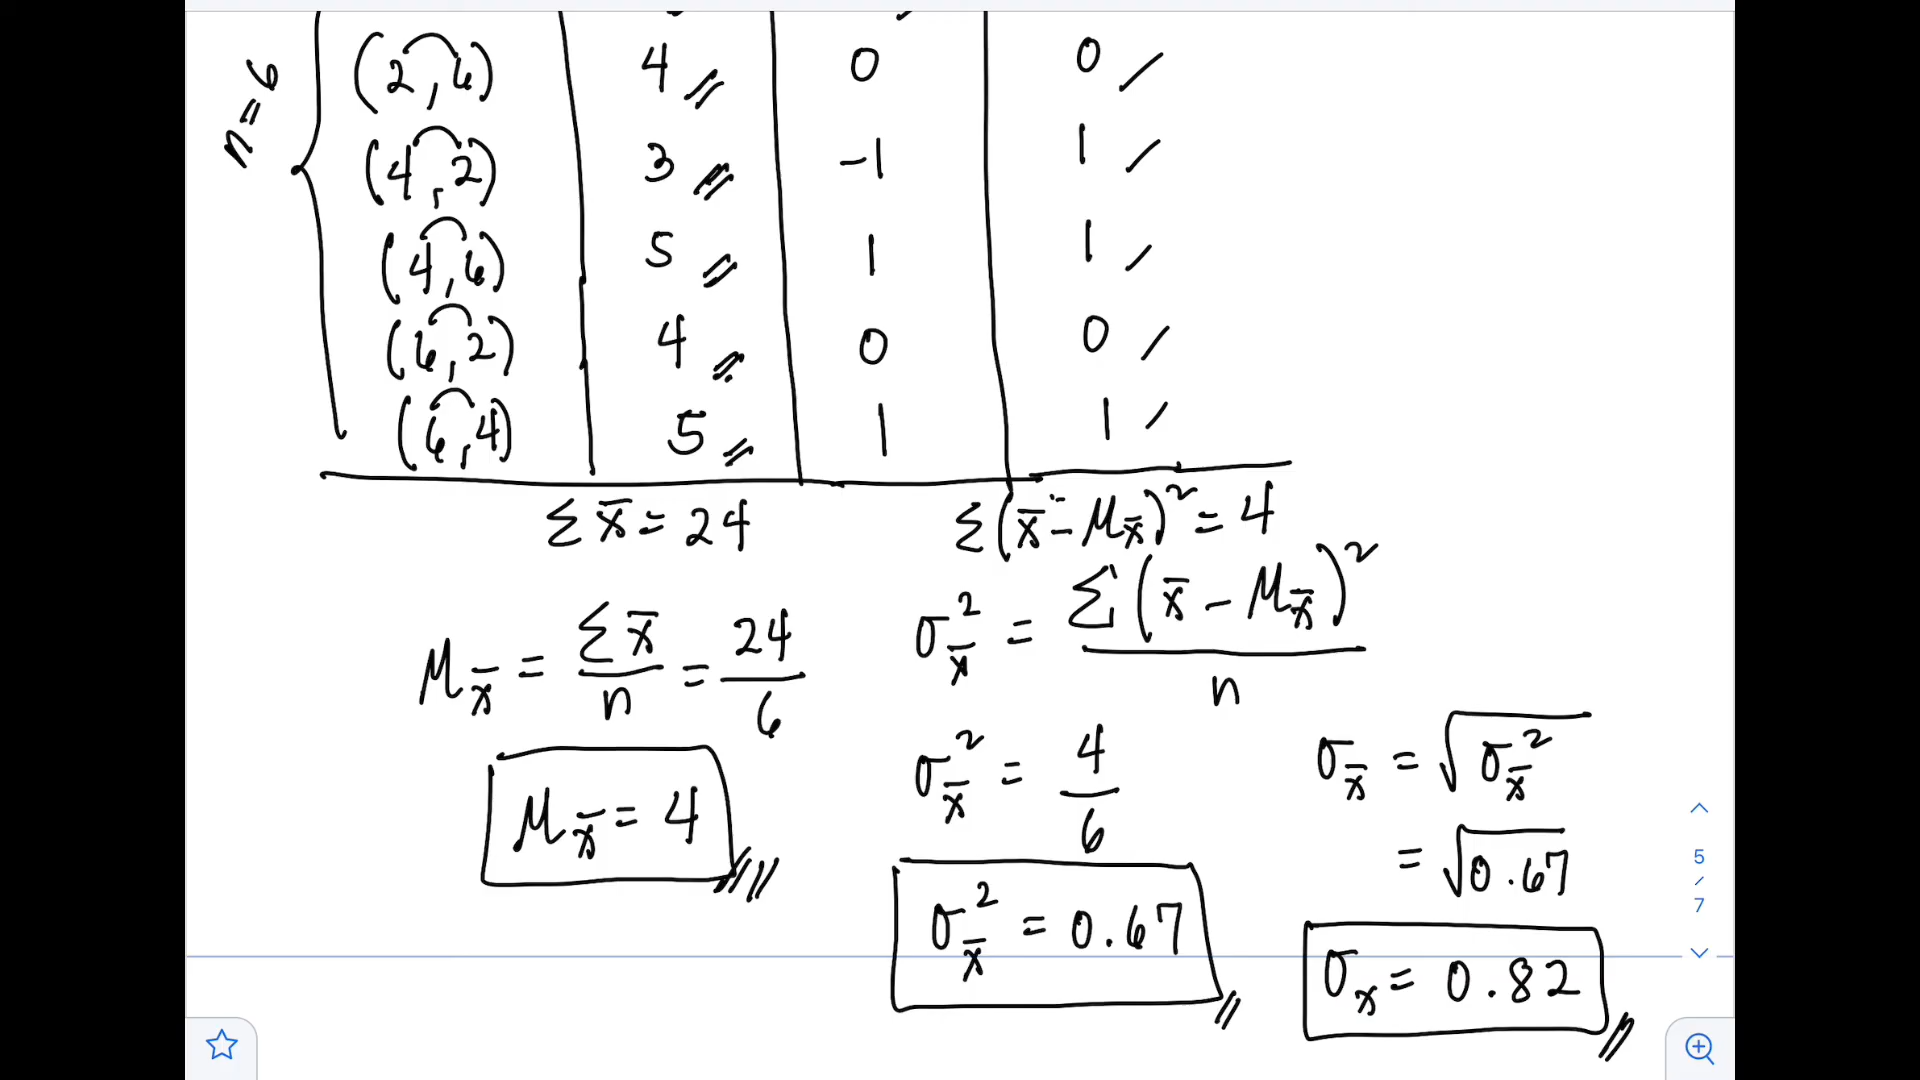 n=6
(2,6) 4 0 0
(4,2) 3 -1 1
(4,6) 5 1 1
(6,2) 4 0 0
(6,4) 5 1 1
Σx̄ = 24 Σ(x̄ - μx̄)² = 4
μx̄ = Σx̄/n = 24/6
μx̄ = 4
σ²x̄ = Σ(x̄ - μx̄)²/n
σ²x̄ = 4/6
σ²x̄ = 0.67
σx̄ = √σ²x̄
= √0.67
σx = 0.82
5
/
7